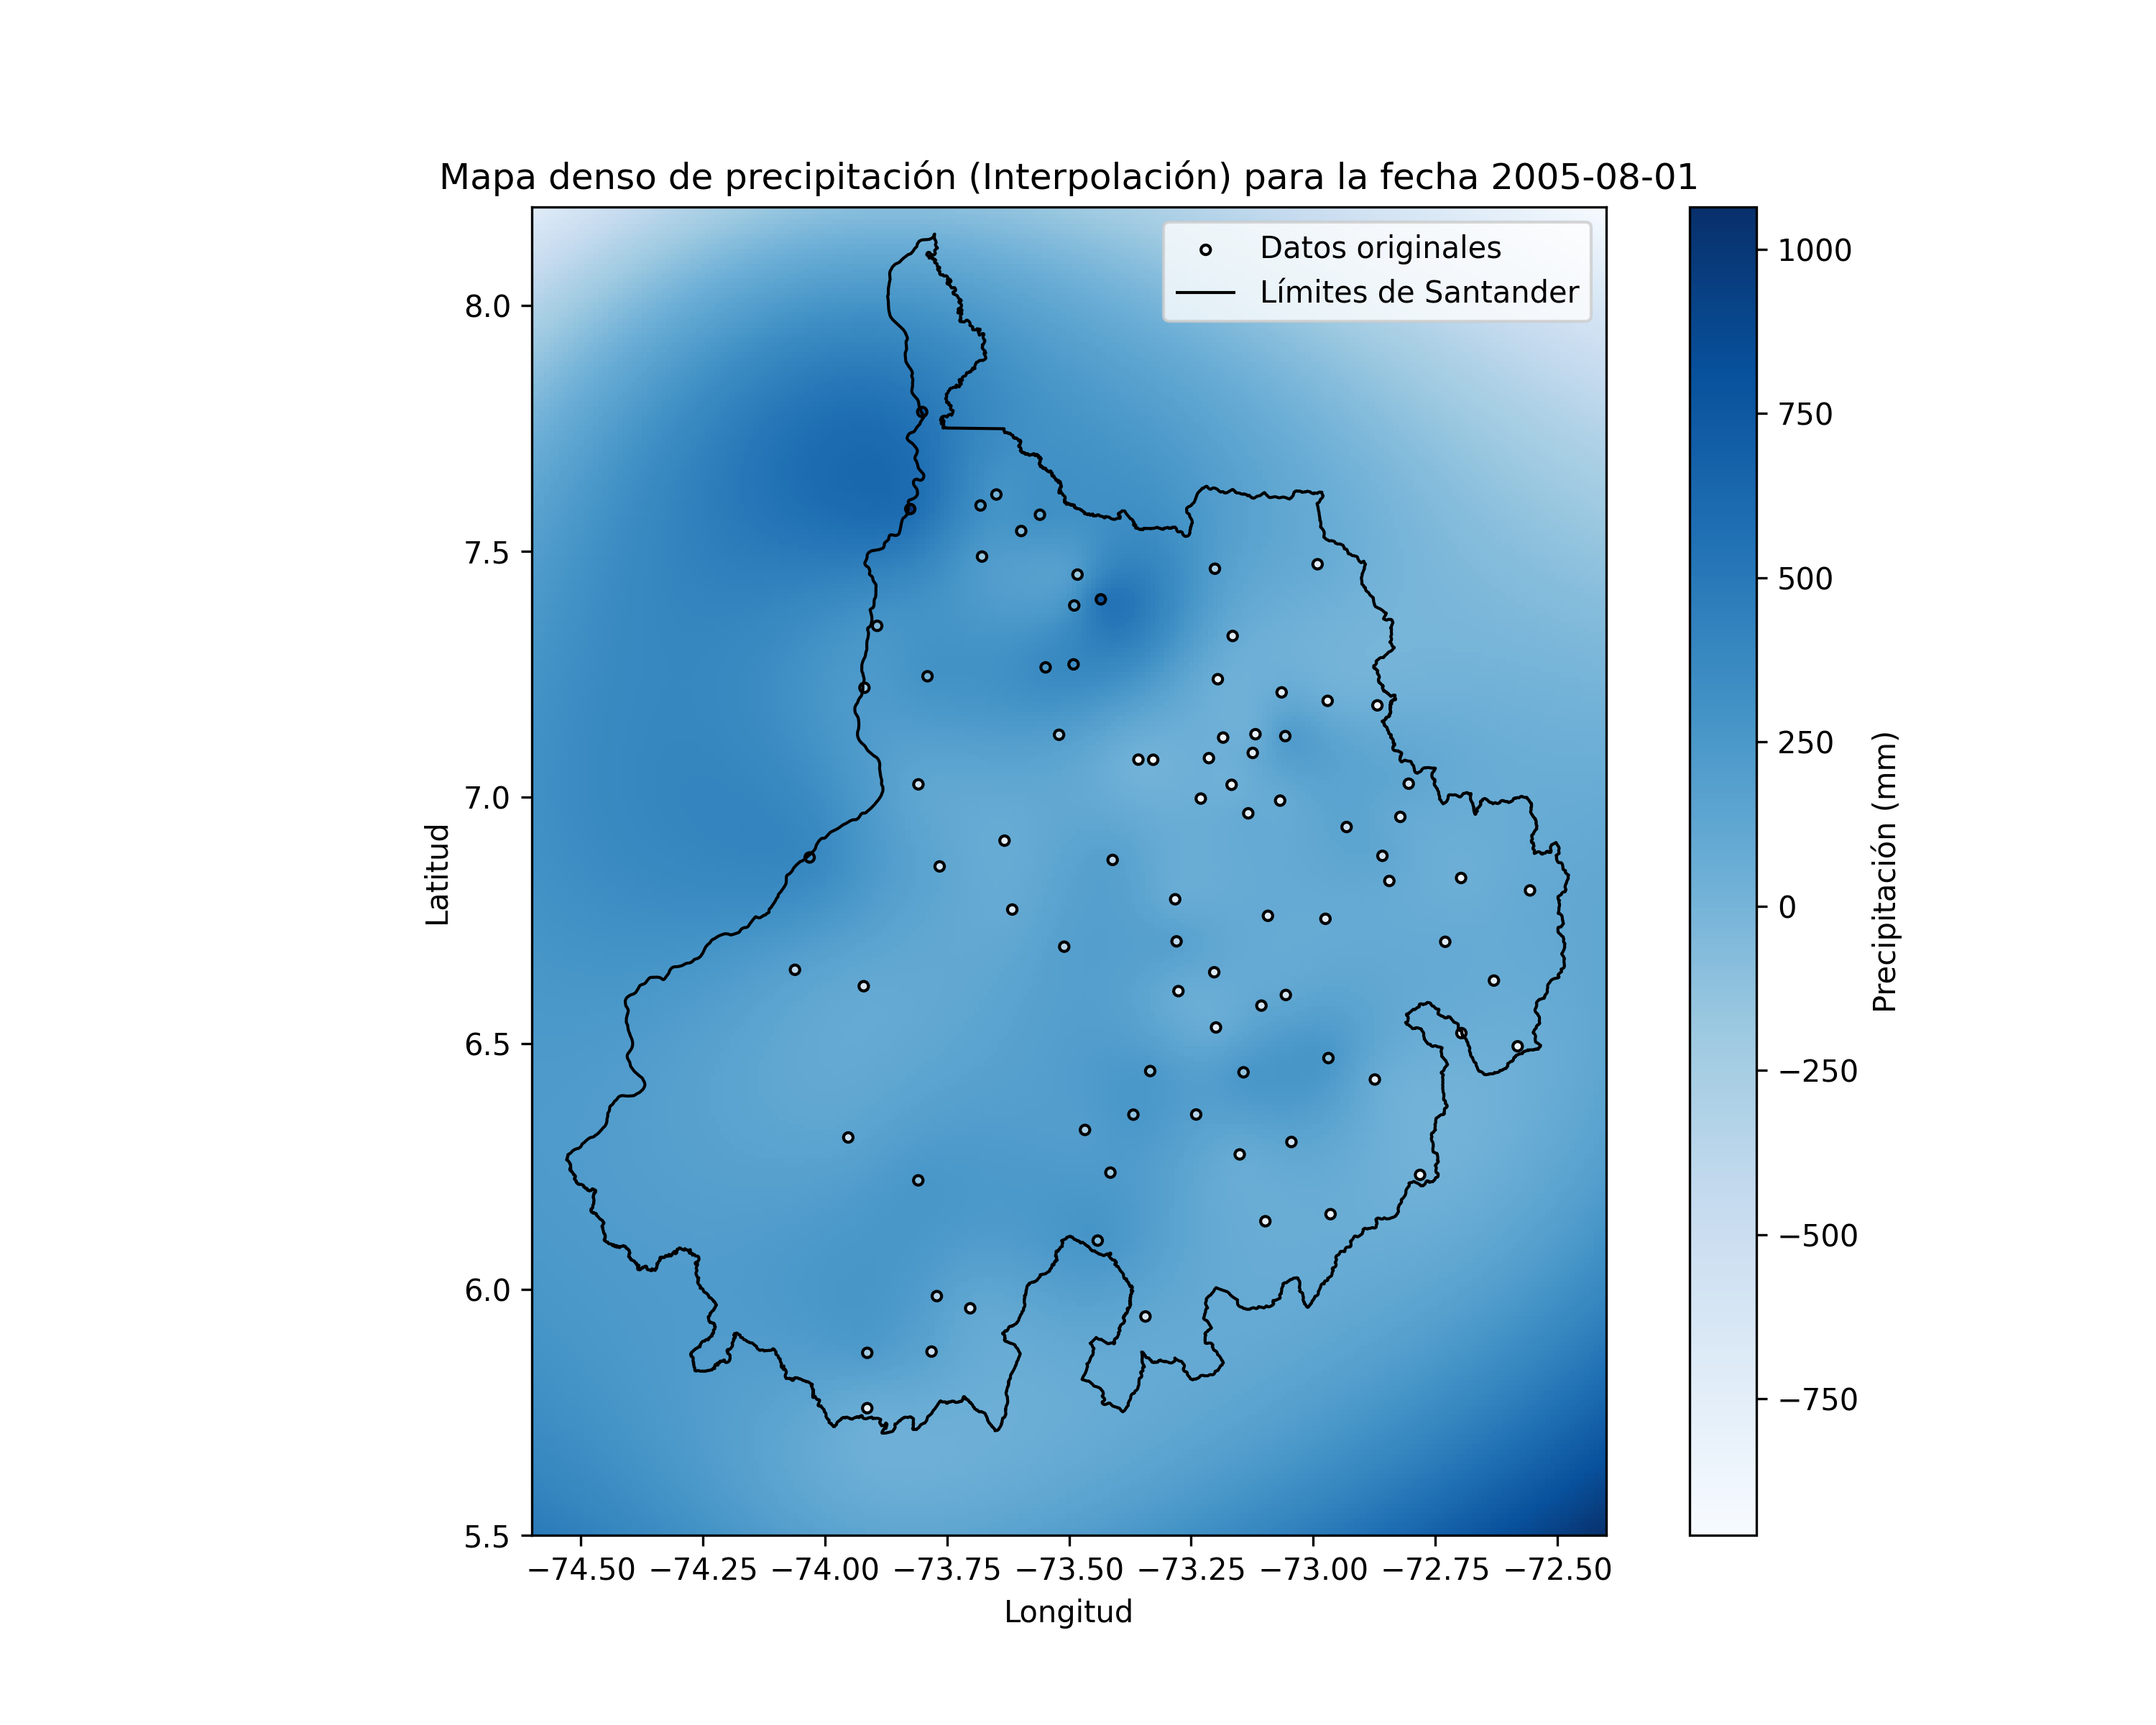 Mapa denso de precipitación (Interpolación) para la fecha 2005-08-01
Datos originales
Límites de Santander
8.0
7.5
7.0
6.5
6.0
5.5
Latitud
−74.50 −74.25 −74.00 −73.75 −73.50 −73.25 −73.00 −72.75 −72.50
Longitud
1000
750
500
250
0
−250
−500
−750
Precipitación (mm)